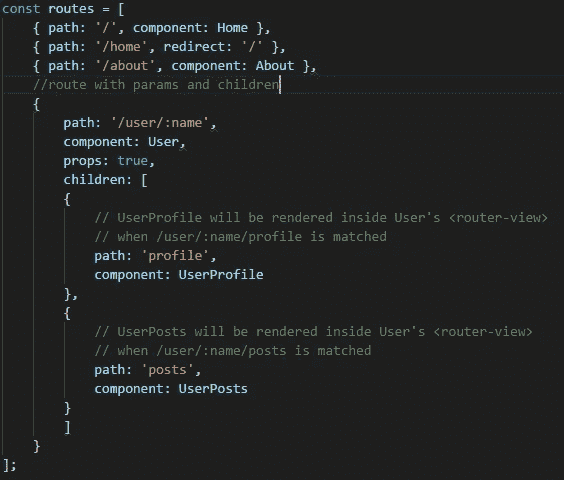 const routes = [
    { path: '/', component: Home },
    { path: '/home', redirect: '/' },
    { path: '/about', component: About },
    //route with params and children
    {
        path: '/user/:name',
        component: User,
        props: true,
        children: [
        {
            // UserProfile will be rendered inside User's <router-view>
            // when /user/:name/profile is matched
            path: 'profile',
            component: UserProfile
        },
        {
            // UserPosts will be rendered inside User's <router-view>
            // when /user/:name/posts is matched
            path: 'posts',
            component: UserPosts
        }
        ]
    }
];